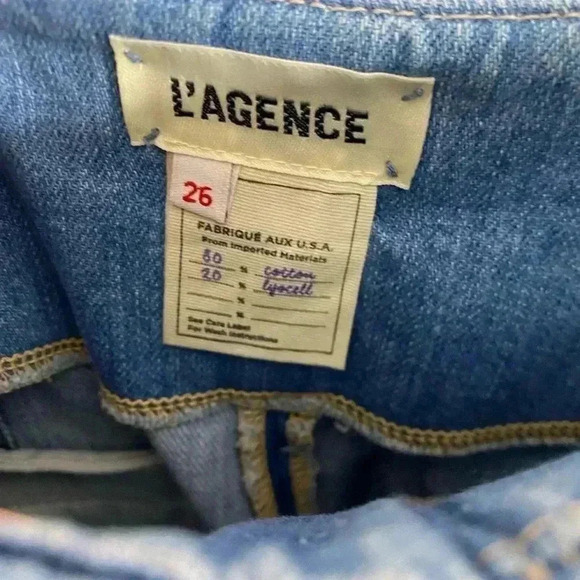 L'AGENCE
26
FABRIQUÉ AUX U.S.A.
From Imported Materials
80 % cotton
20 % lyocell
%
%
See Care Label
For Wash Instructions